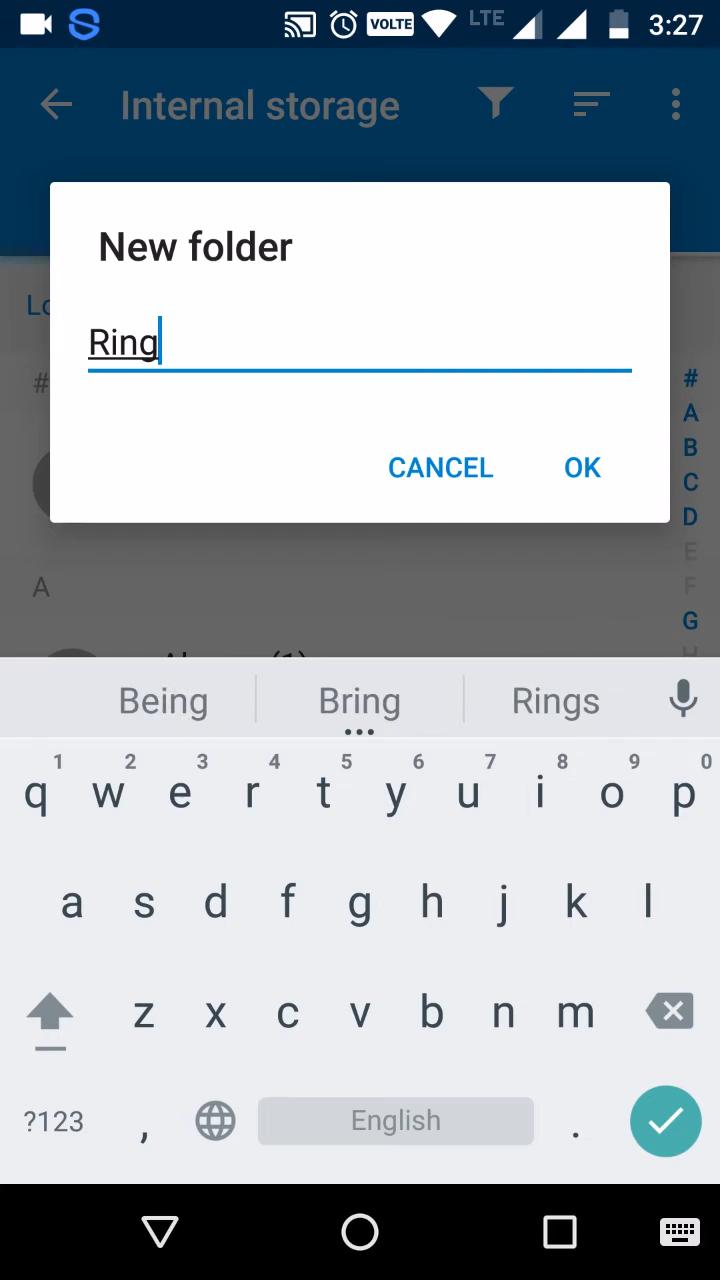 VOLTE LTE 3:27
Internal storage
New folder
Lo
Ring
#
CANCEL OK
#
A
B
C
D
E
F
G
H
A
Being Bring Rings
1 2 3 4 5 6 7 8 9 0
q w e r t y u i o p
a s d f g h j k l
z x c v b n m
?123 , English .